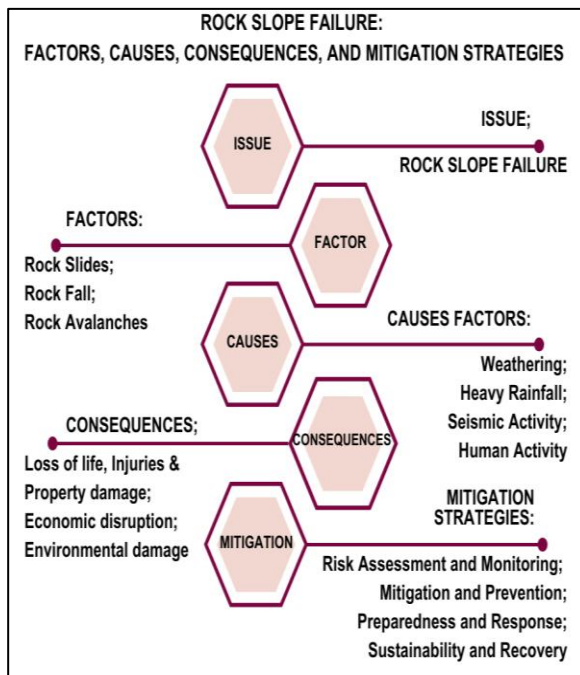 ROCK SLOPE FAILURE:
FACTORS, CAUSES, CONSEQUENCES, AND MITIGATION STRATEGIES
ISSUE
ISSUE;
ROCK SLOPE FAILURE
FACTORS:
FACTOR
Rock Slides;
Rock Fall;
Rock Avalanches
CAUSES
CAUSES FACTORS:
Weathering;
Heavy Rainfall;
Seismic Activity;
Human Activity
CONSEQUENCES;
CONSEQUENCES
Loss of life, Injuries &
Property damage;
Economic disruption;
Environmental damage
MITIGATION
MITIGATION
STRATEGIES:
Risk Assessment and Monitoring;
Mitigation and Prevention;
Preparedness and Response;
Sustainability and Recovery